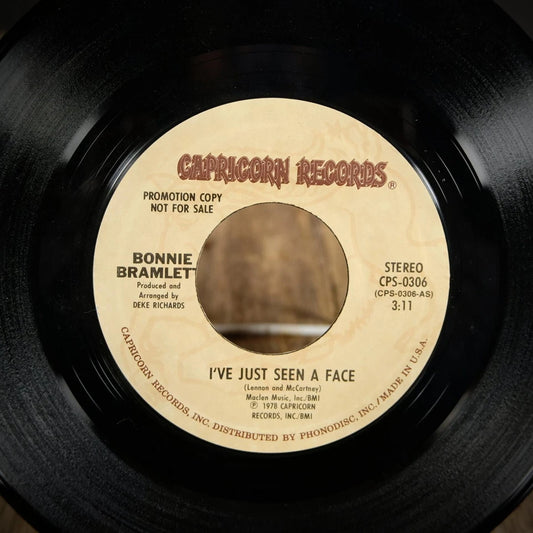 CAPRICORN RECORDS®
PROMOTION COPY
NOT FOR SALE
BONNIE
BRAMLETT
Produced and
Arranged by
DEKE RICHARDS
STEREO
CPS-0306
(CPS-0306-AS)
3:11
I'VE JUST SEEN A FACE
(Lennon and McCartney)
Maclen Music, Inc./BMI
℗ 1978 CAPRICORN
RECORDS, INC./BMI
CAPRICORN RECORDS, INC. DISTRIBUTED BY PHONODISC, INC./MADE IN U.S.A.